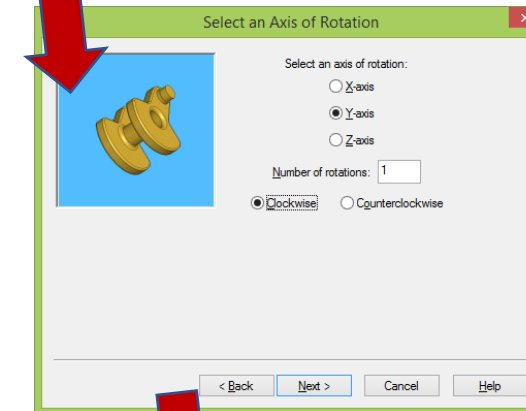 Select an Axis of Rotation
Select an axis of rotation:
X-axis
Y-axis
Z-axis
Number of rotations: 1
Clockwise Counterclockwise
< Back Next > Cancel Help